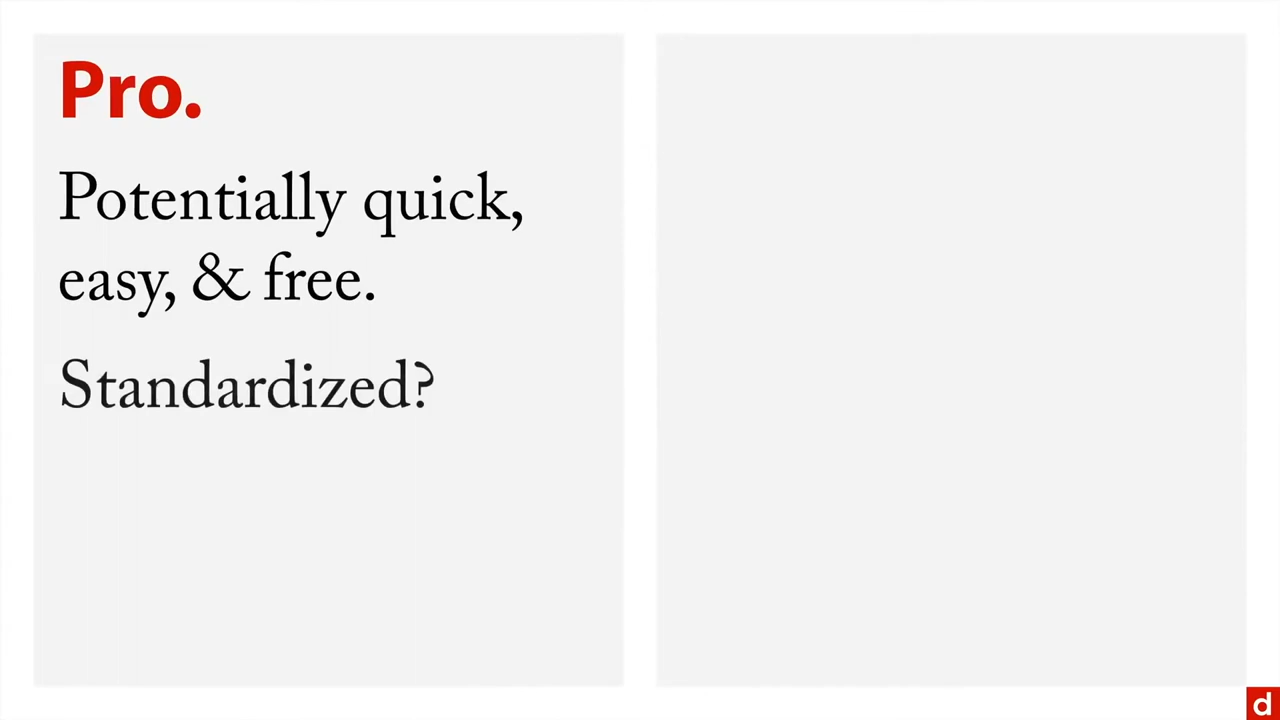 Pro.
Potentially quick,
easy, & free.
Standardized?
d